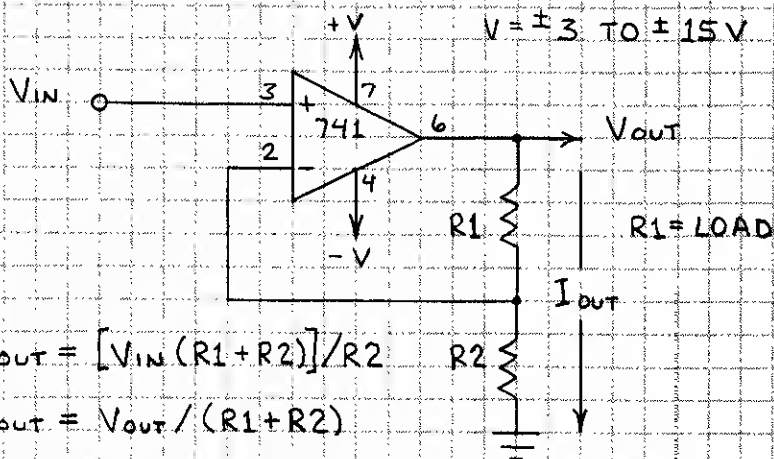 +V
V = ±3 TO ±15 V
VIN
3
+
7
741
6
VOUT
2
-
4
-V
R1
R1 = LOAD
IOUT
OUT = [VIN (R1+R2)]/R2
R2
OUT = VOUT / (R1+R2)